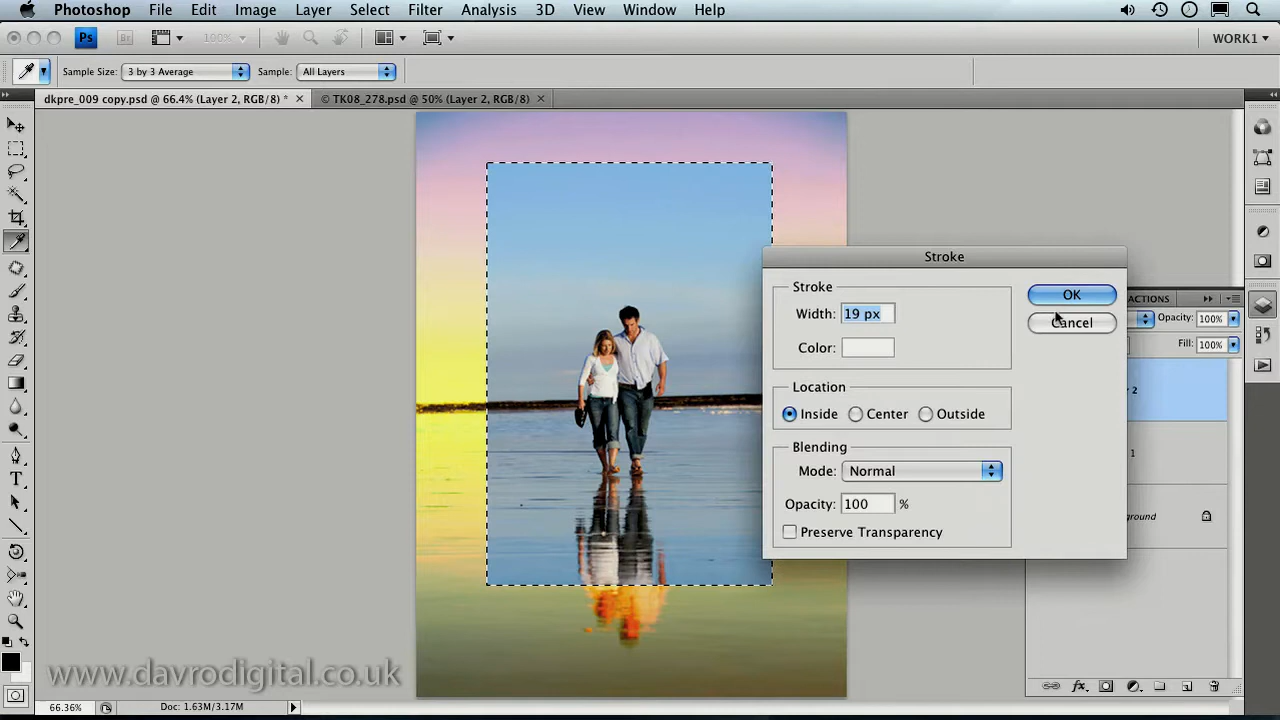 Photoshop File Edit Image Layer Select Filter Analysis 3D View Window Help
Br 100% WORK1
Ps
Sample Size: 3 by 3 Average Sample: All Layers
dkpre_009 copy.psd @ 66.4% (Layer 2, RGB/8) * © TK08_278.psd @ 50% (Layer 2, RGB/8)
Stroke
Stroke
Width: 19 px
Color:
OK
Cancel
Location
Inside Center Outside
Blending
Mode: Normal
Opacity: 100 %
Preserve Transparency
ACTIONS
Opacity: 100%
Fill: 100%
2
1
ground
T
fx
www.davrodigital.co.uk
66.36% Doc: 1.63M/3.17M